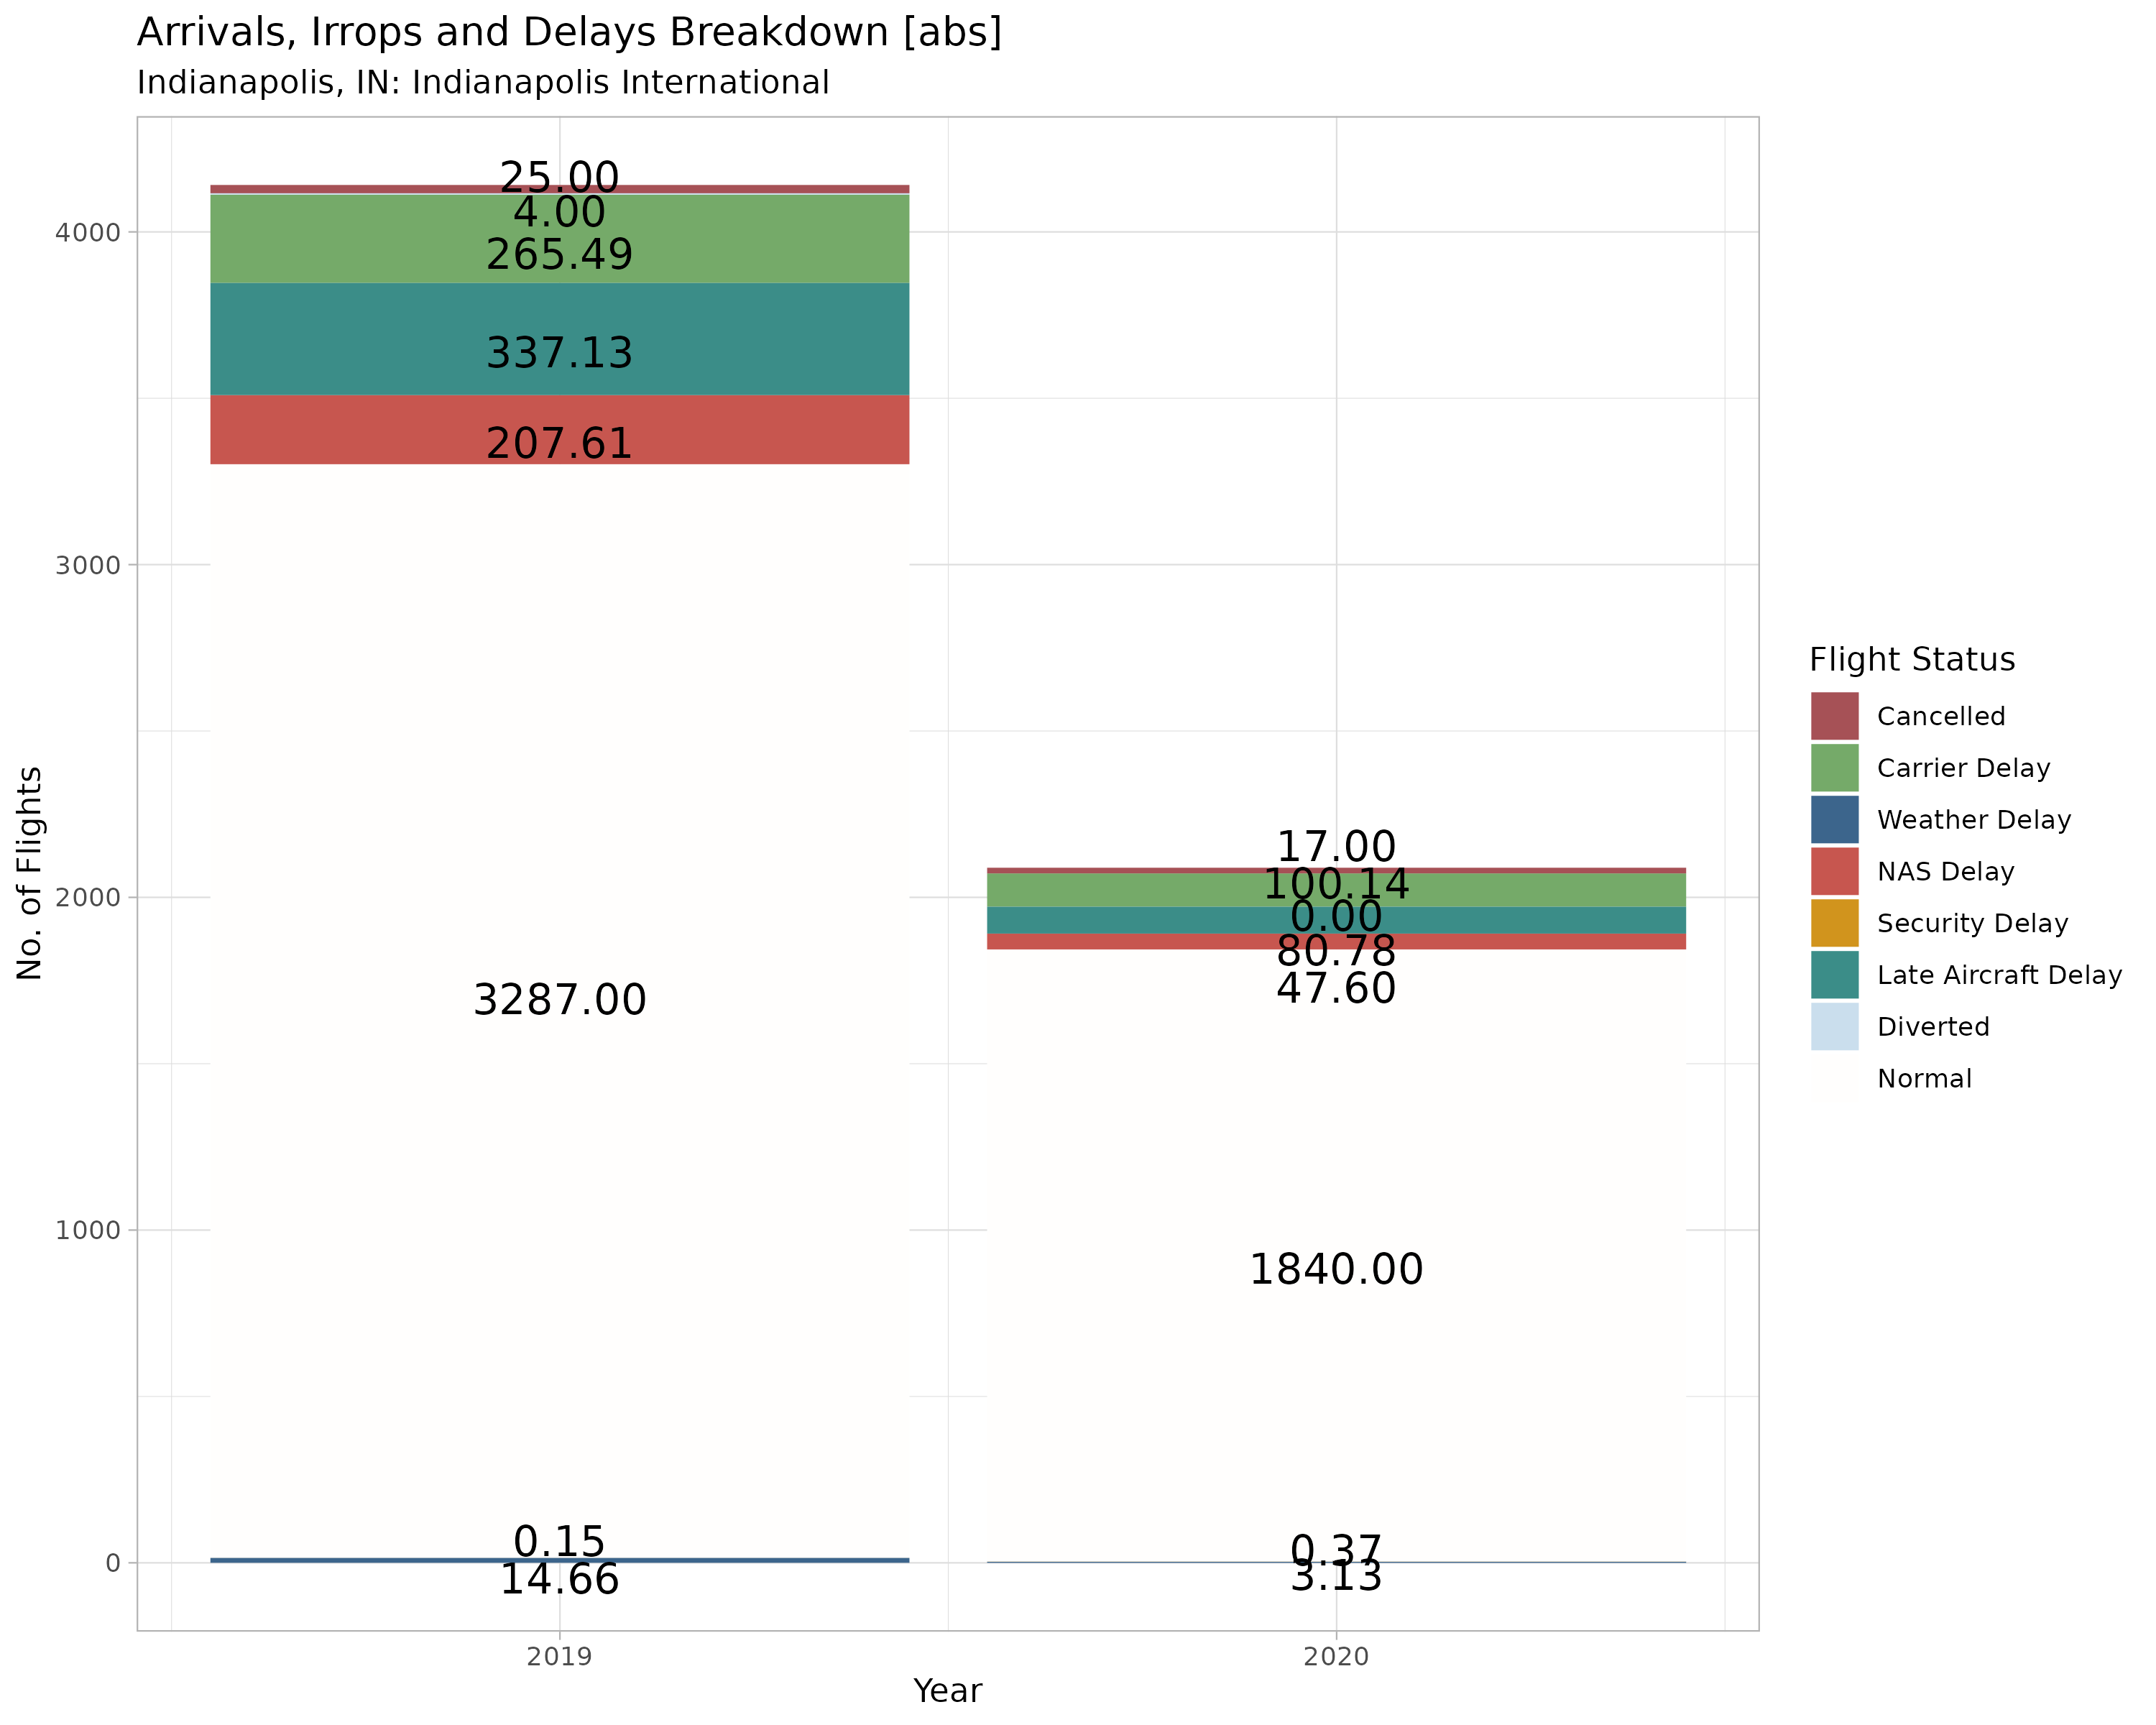 Arrivals, Irrops and Delays Breakdown [abs]
Indianapolis, IN: Indianapolis International
No. of Flights
4000
3000
2000
1000
0
25.00
4.00
265.49
337.13
207.61
3287.00
0.15
14.66
17.00
100.14
0.00
80.78
47.60
1840.00
0.37
3.13
2019
2020
Year
Flight Status
Cancelled
Carrier Delay
Weather Delay
NAS Delay
Security Delay
Late Aircraft Delay
Diverted
Normal